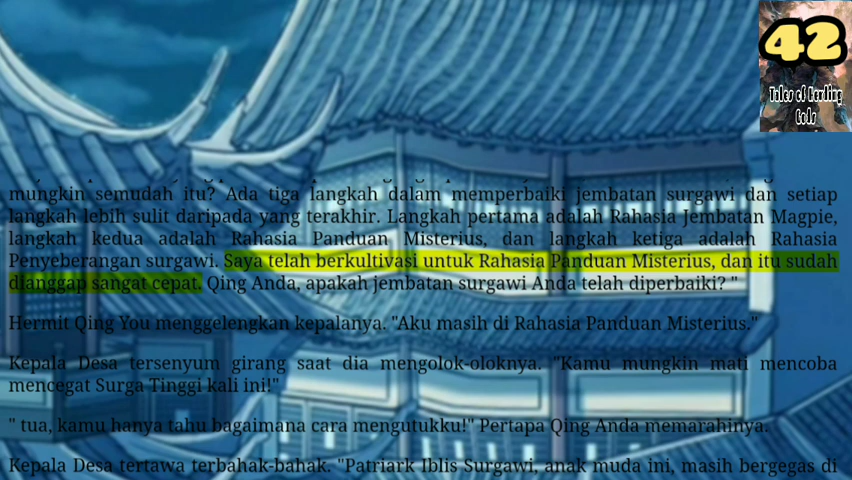 42
Tales of Herding
Gods
mungkin semudah itu? Ada tiga langkah dalam memperbaiki jembatan surgawi dan setiap
langkah lebih sulit daripada yang terakhir. Langkah pertama adalah Rahasia Jembatan Magpie,
langkah kedua adalah Rahasia Panduan Misterius, dan langkah ketiga adalah Rahasia
Penyeberangan surgawi. Saya telah berkultivasi untuk Rahasia Panduan Misterius, dan itu sudah
dianggap sangat cepat. Qing Anda, apakah jembatan surgawi Anda telah diperbaiki? "
Hermit Qing You menggelengkan kepalanya. "Aku masih di Rahasia Panduan Misterius."
Kepala Desa tersenyum girang saat dia mengolok-oloknya. "Kamu mungkin mati mencoba
mencegat Surga Tinggi kali ini!"
" tua, kamu hanya tahu bagaimana cara mengutukku!" Pertapa Qing Anda memarahinya.
Kepala Desa tertawa terbahak-bahak. "Patriark Iblis Surgawi, anak muda ini, masih bergegas di